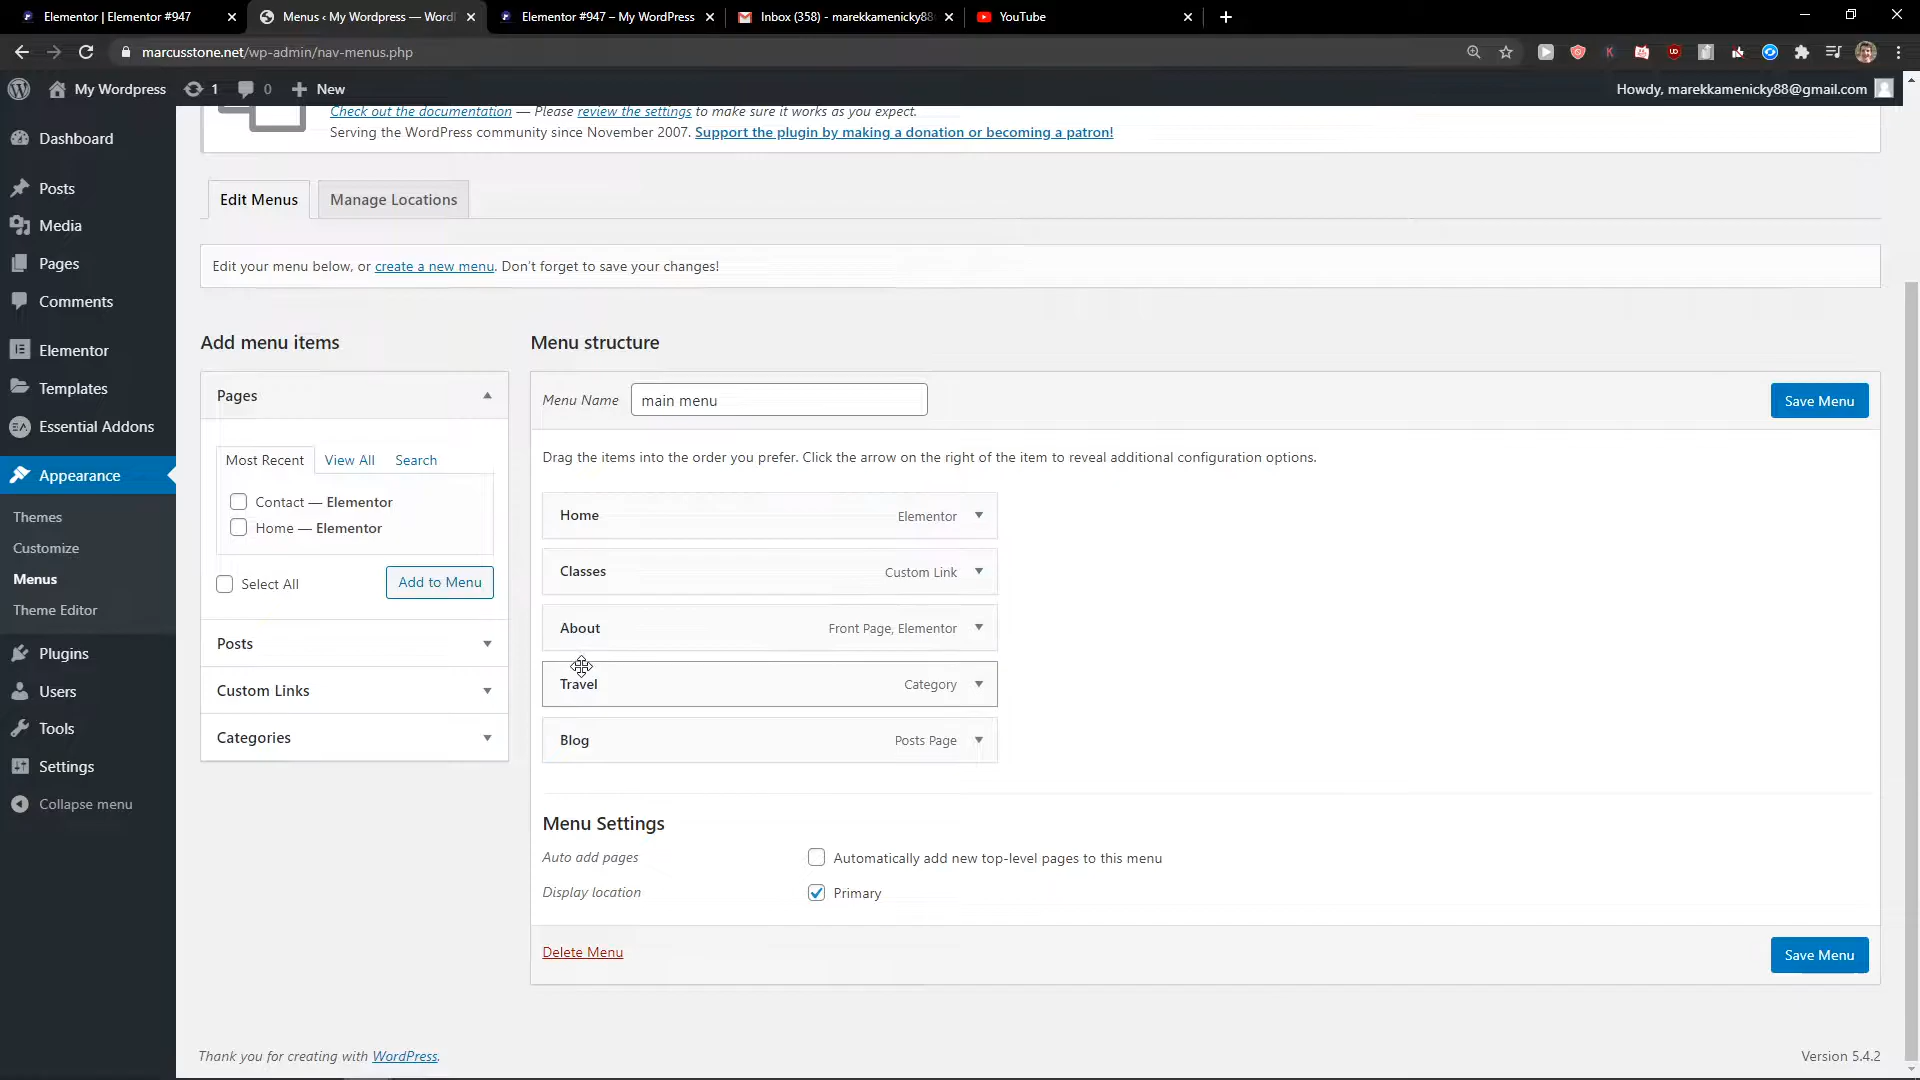 Elementor | Elementor #947
Menus ‹ My Wordpress — WordP
Elementor #947 – My WordPress
Inbox (358) - marekkamenicky88
YouTube
marcusstone.net/wp-admin/nav-menus.php
My Wordpress
1
0
New
Howdy, marekkamenicky88@gmail.com
Check out the documentation — Please review the settings to make sure it works as you expect.
Serving the WordPress community since November 2007. Support the plugin by making a donation or becoming a patron!
Dashboard
Posts
Media
Pages
Comments
Elementor
Templates
Essential Addons
Appearance
Themes
Customize
Menus
Theme Editor
Plugins
Users
Tools
Settings
Collapse menu
Edit Menus
Manage Locations
Edit your menu below, or create a new menu. Don't forget to save your changes!
Add menu items
Pages
Most Recent
View All
Search
Contact — Elementor
Home — Elementor
Select All
Add to Menu
Posts
Custom Links
Categories
Menu structure
Menu Name
main menu
Save Menu
Drag the items into the order you prefer. Click the arrow on the right of the item to reveal additional configuration options.
Home
Elementor
Classes
Custom Link
About
Front Page, Elementor
Travel
Category
Blog
Posts Page
Menu Settings
Auto add pages
Automatically add new top-level pages to this menu
Display location
Primary
Delete Menu
Save Menu
Thank you for creating with WordPress.
Version 5.4.2